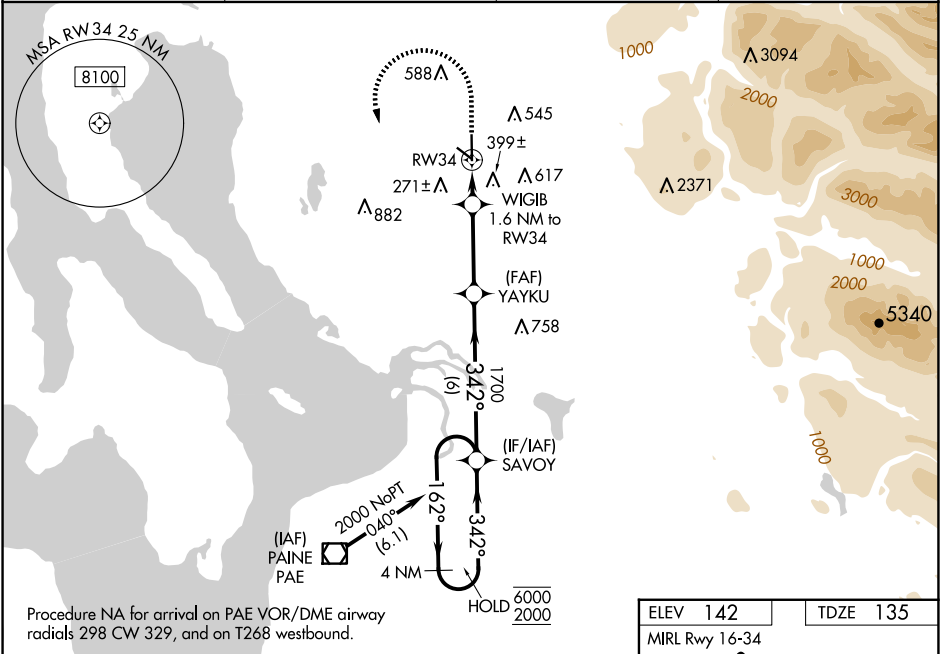 MSA RW34 25 NM
8100
588
545
RW34
399±
271±
617
882
WIGIB
1.6 NM to
RW34
1000
3094
2000
2371
3000
1000
2000
5340
1000
(FAF)
YAYKU
758
1700
342°
(6)
(IF/IAF)
SAVOY
2000 NoPT
040°
(6.1)
162°
342°
(IAF)
PAINE
PAE
4 NM
HOLD
6000
2000
Procedure NA for arrival on PAE VOR/DME airway
radials 298 CW 329, and on T268 westbound.
ELEV 142
TDZE 135
MIRL Rwy 16-34